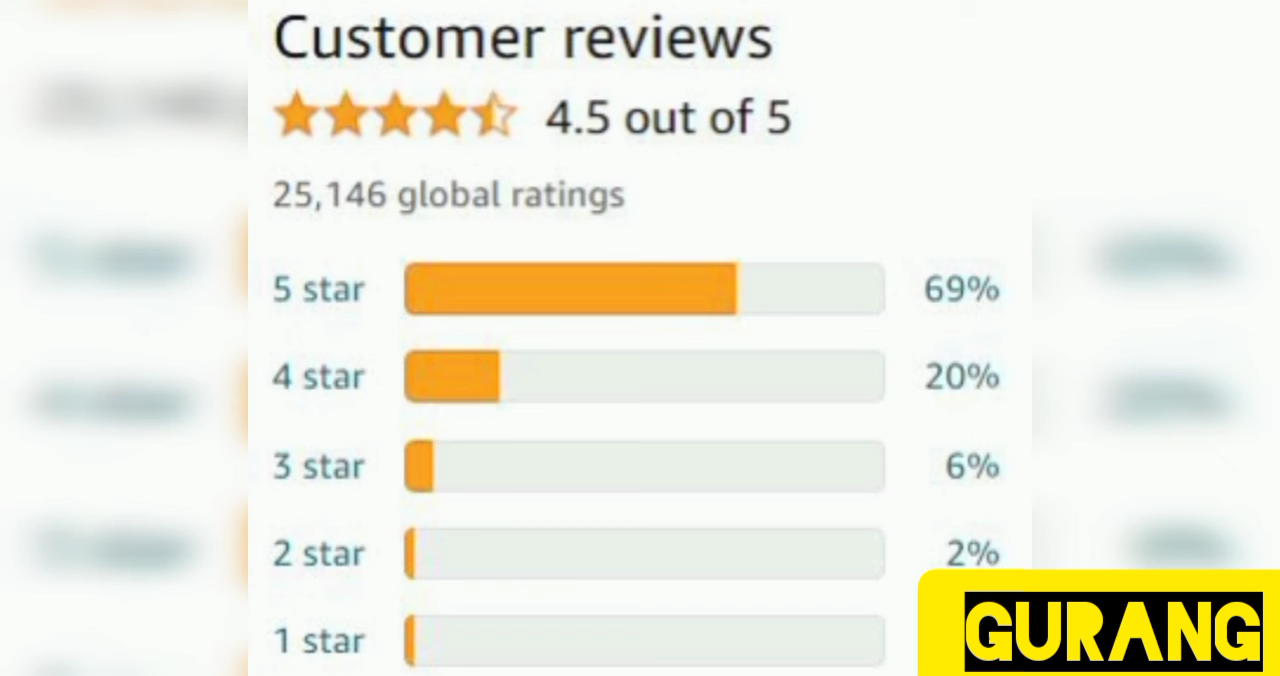 Customer reviews
4.5 out of 5
25,146 global ratings
5 star 69%
4 star 20%
3 star 6%
2 star 2%
1 star
GURANG